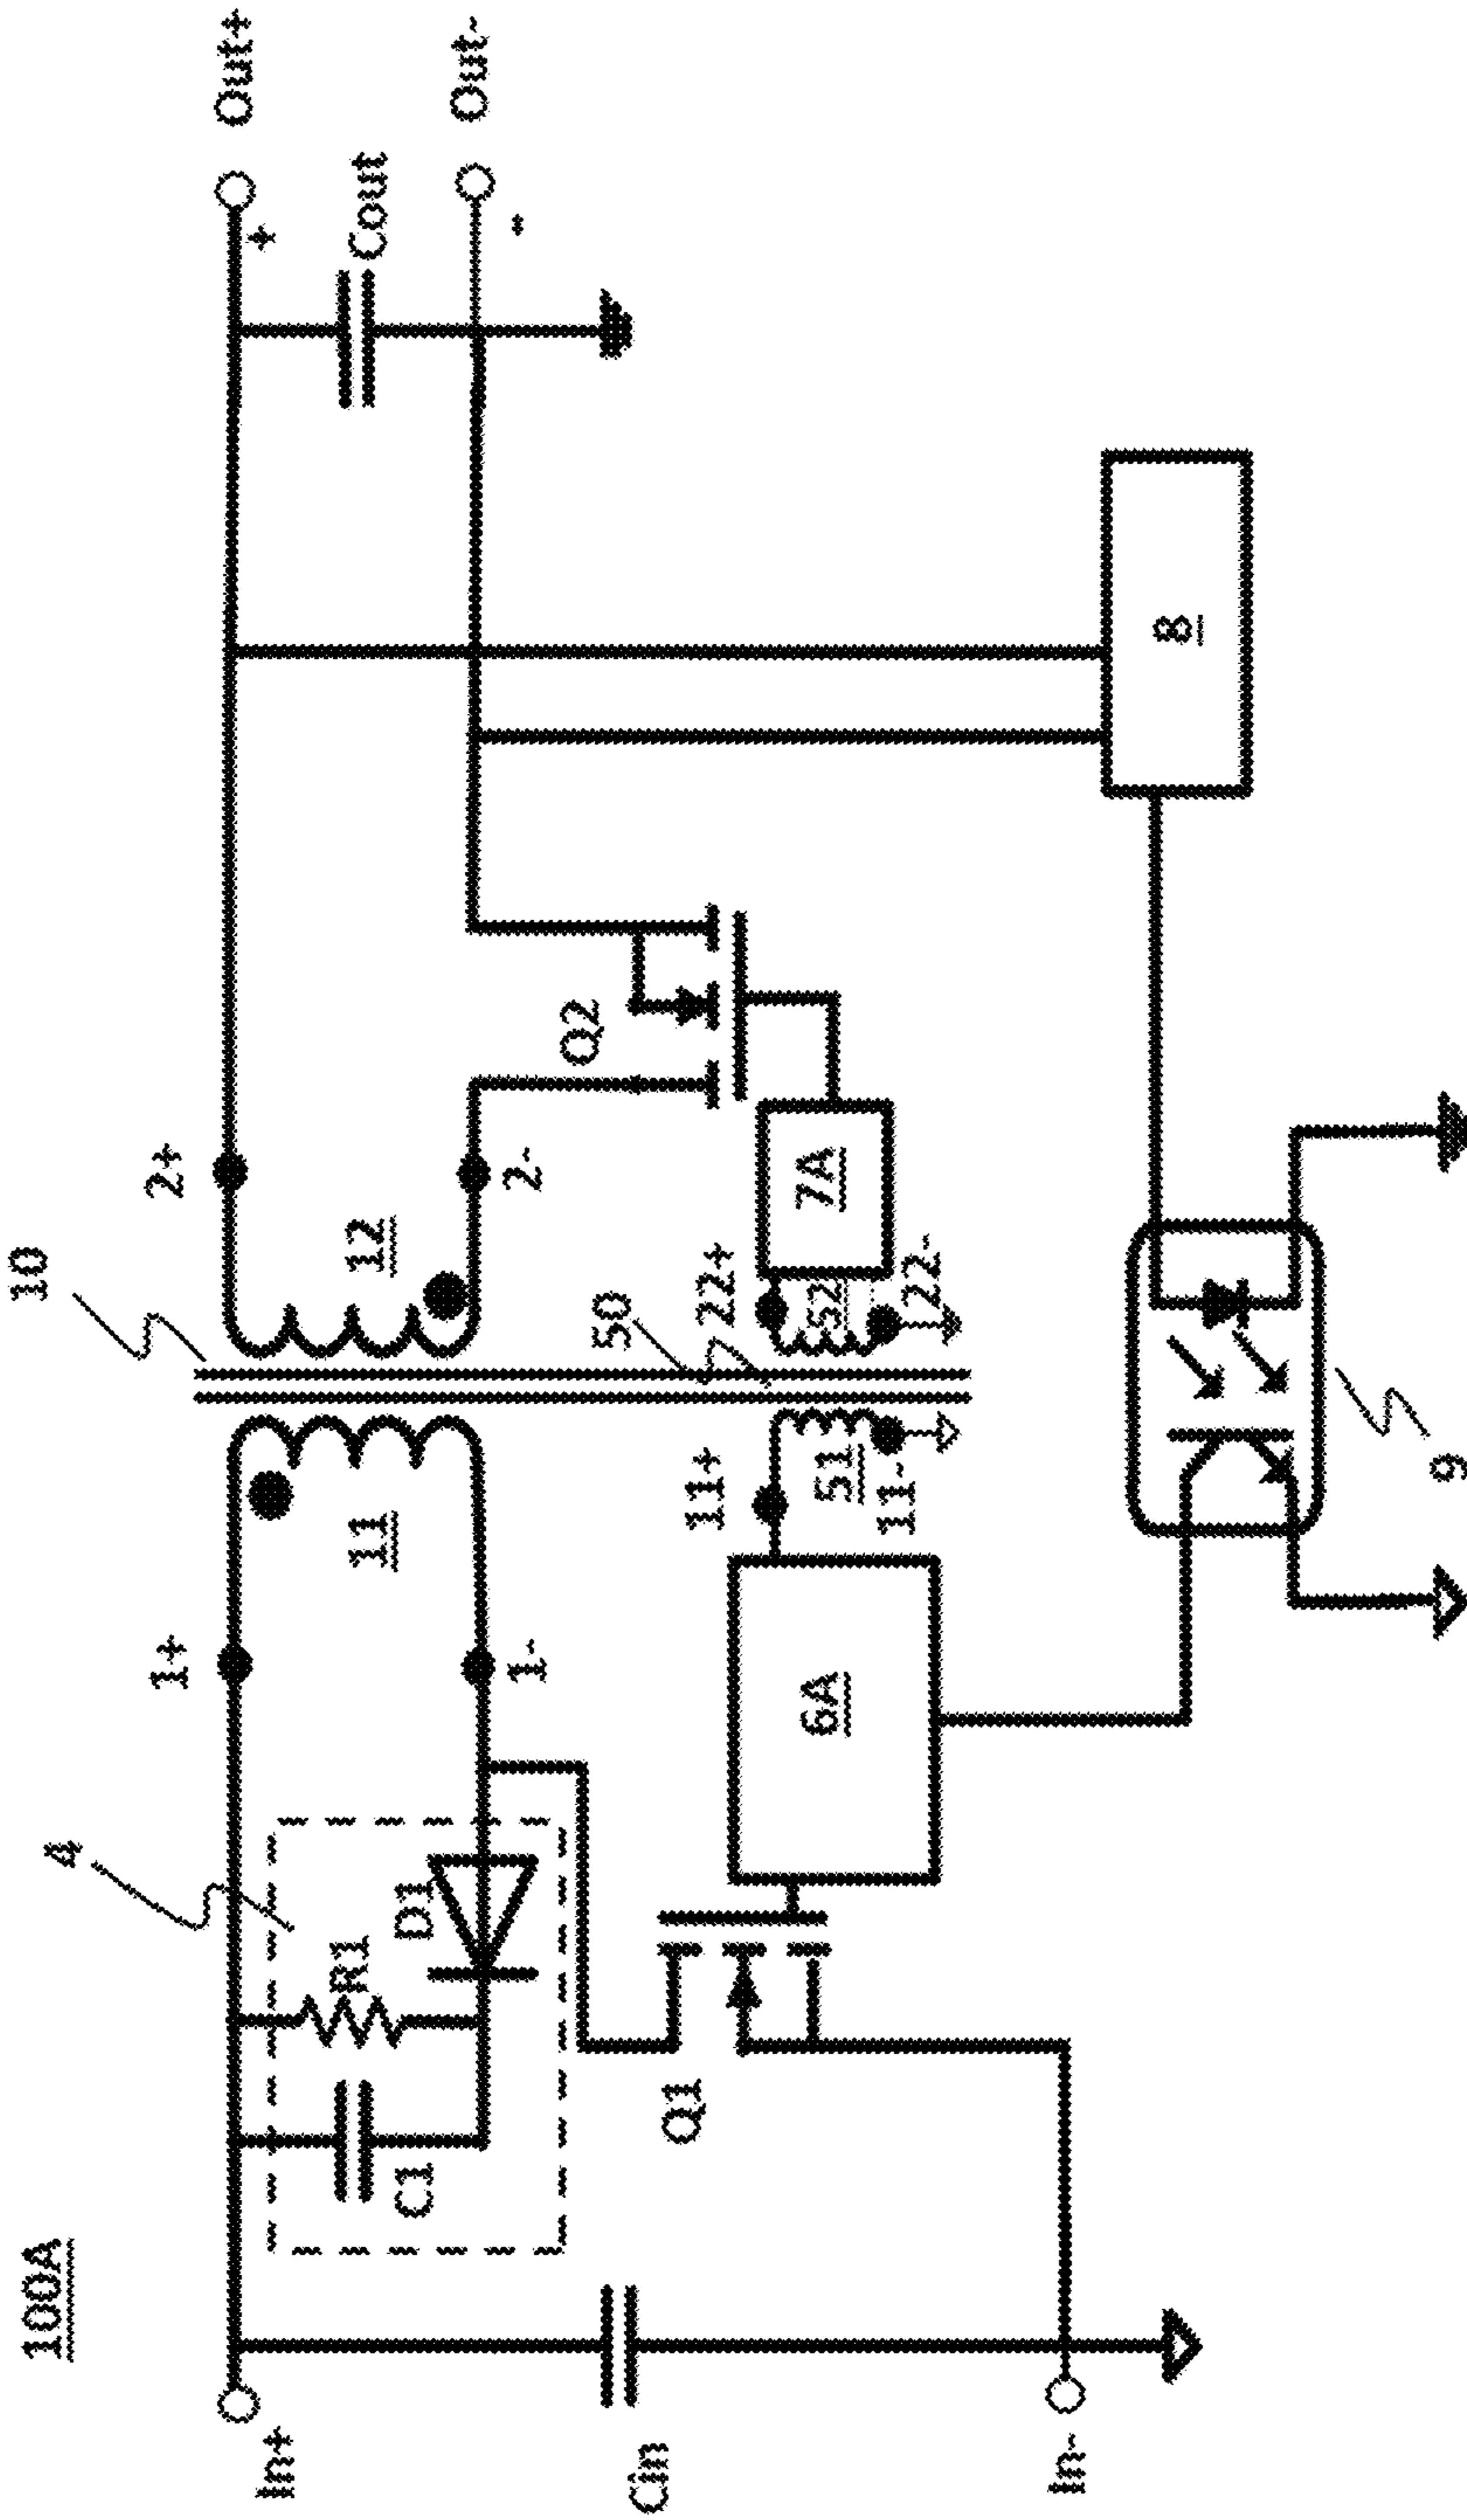 100A
4
10
In+
1+
2+
Out+
+
C1
R1
D1
11
12
Cout
1-
2-
Out-
-
Cin
Q1
Q2
50
6A
11+
51
11-
22+
52
22-
7A
In-
8
9